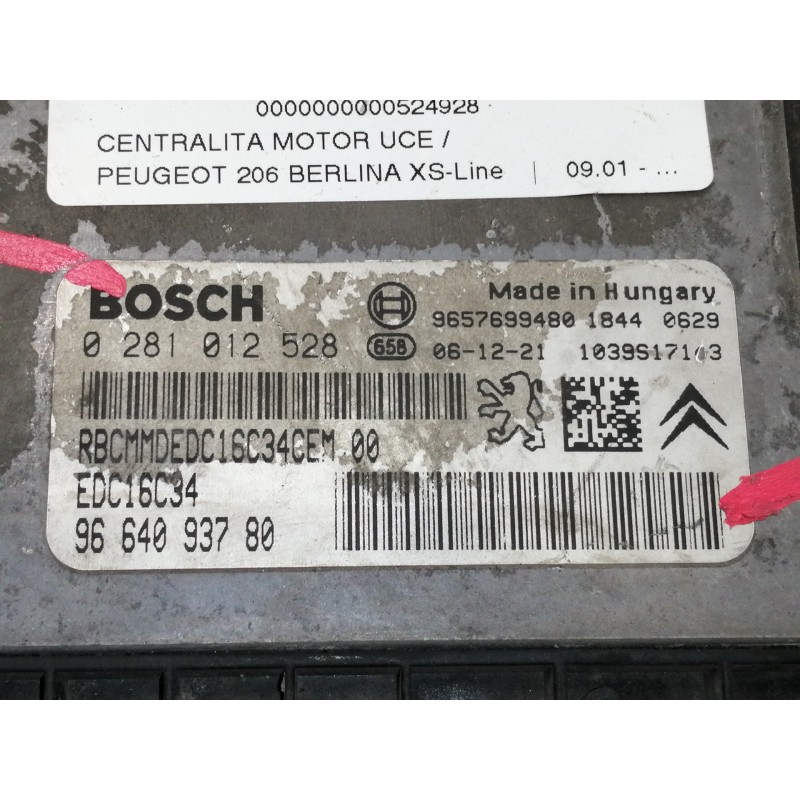 0000000000524928
CENTRALITA MOTOR UCE /
PEUGEOT 206 BERLINA XS-Line | 09.01 - ...
BOSCH
Made in Hungary
9657699480 1844 0629
0 281 012 528
658 06-12-21
RBCMMDEDC16C34CEM 00
EDC16C34
96 640 937 80